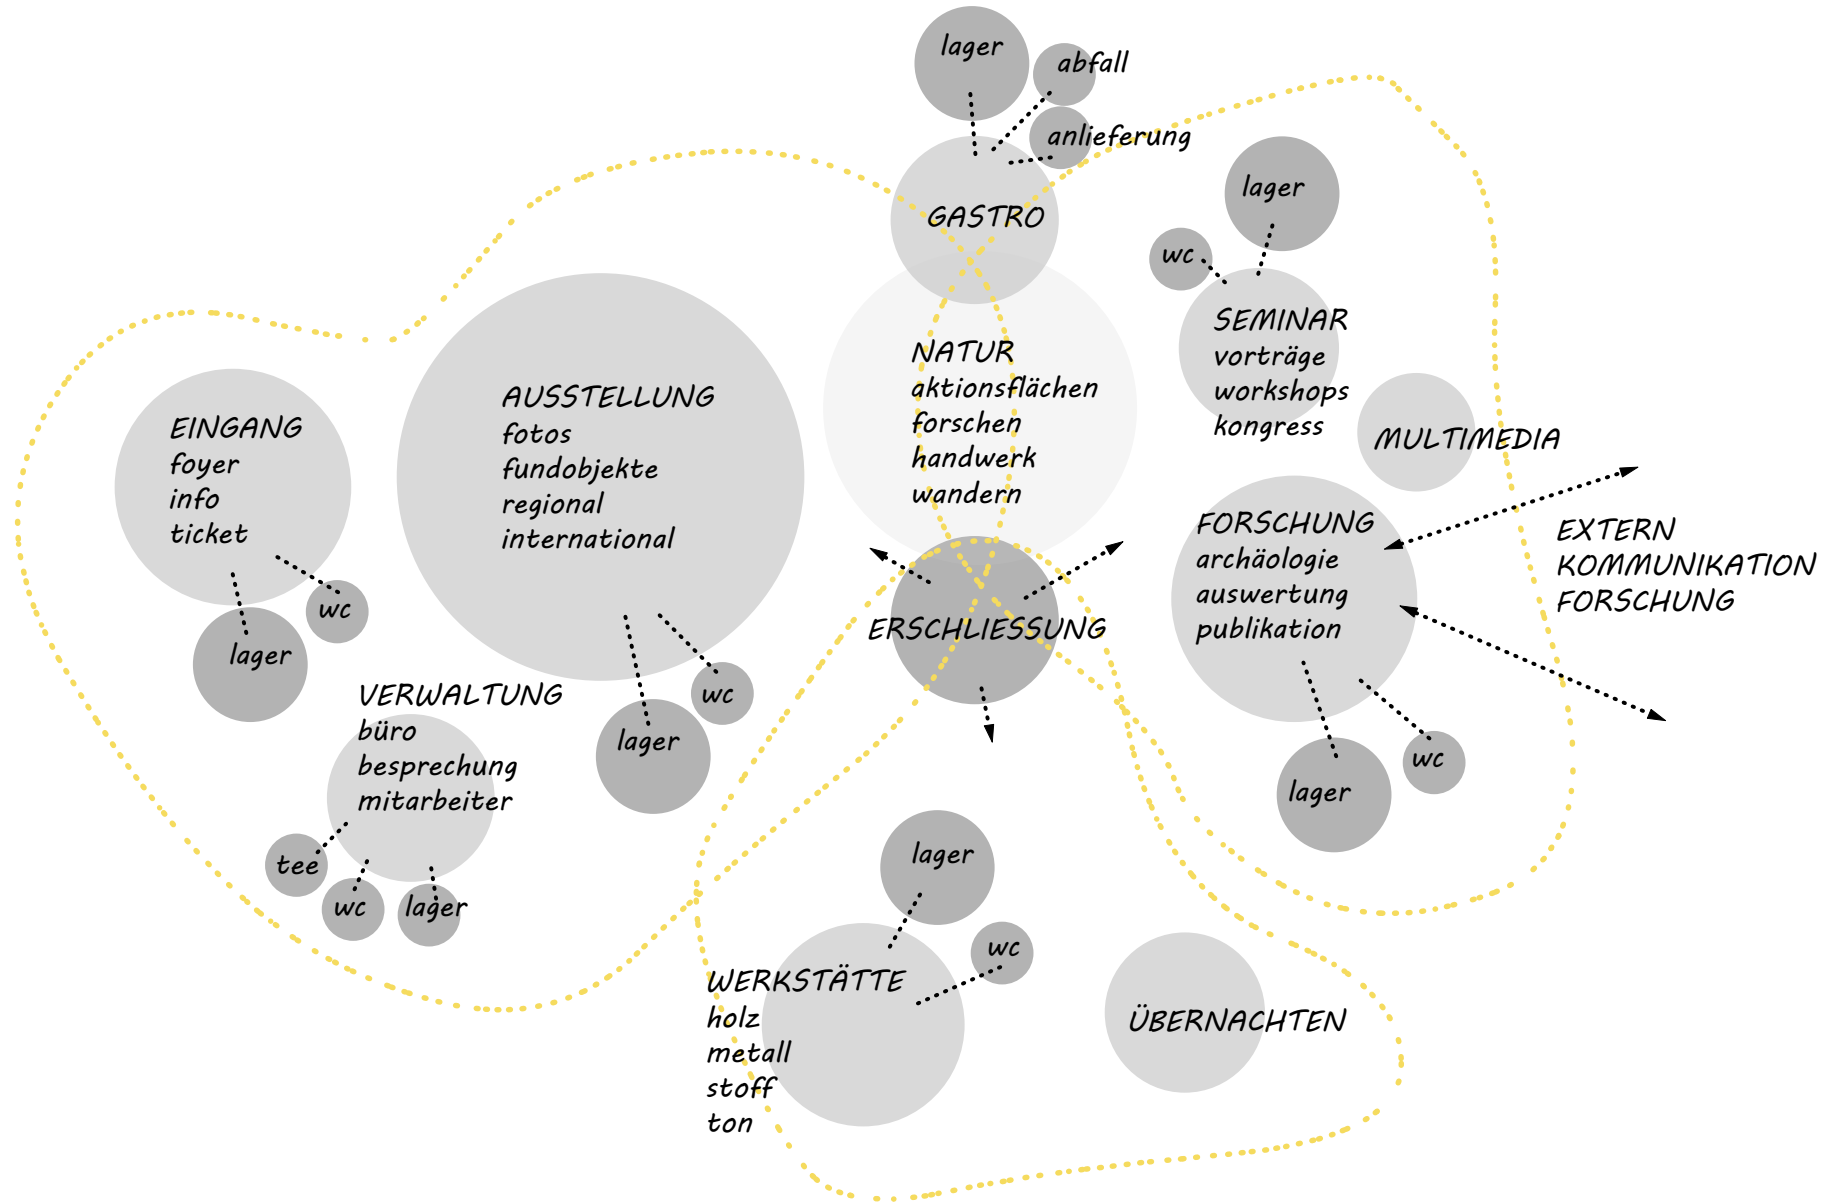 lager
abfall
anlieferung
GASTRO
lager
wc
SEMINAR
vorträge
workshops
kongress
MULTIMEDIA
NATUR
aktionsflächen
forschen
handwerk
wandern
AUSSTELLUNG
fotos
fundobjekte
regional
international
EINGANG
foyer
info
ticket
wc
lager
FORSCHUNG
archäologie
auswertung
publikation
EXTERN
KOMMUNIKATION
FORSCHUNG
ERSCHLIESSUNG
wc
lager
VERWALTUNG
büro
besprechung
mitarbeiter
tee
wc
lager
wc
lager
lager
wc
WERKSTÄTTE
holz
metall
stoff
ton
ÜBERNACHTEN